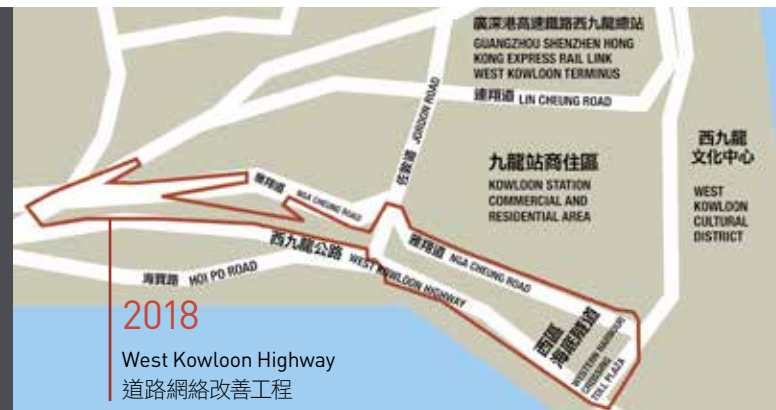 廣深港高速鐵路西九龍總站
GUANGZHOU SHENZHEN HONG
KONG EXPRESS RAIL LINK
WEST KOWLOON TERMINUS
連翔道 LIN CHEUNG ROAD
佐敦道 JORDON ROAD
西九龍
文化中心
WEST
KOWLOON
CULTURAL
DISTRICT
九龍站商住區
KOWLOON STATION
COMMERCIAL AND
RESIDENTIAL AREA
雅翔道 NGA CHEUNG ROAD
雅翔道 NGA CHEUNG ROAD
西九龍公路 WEST KOWLOON HIGHWAY
海寶路 HOI PO ROAD
西區
海底隧道
WESTERN HARBOUR
CROSSING
TOLL PLAZA
2018
West Kowloon Highway
道路網絡改善工程